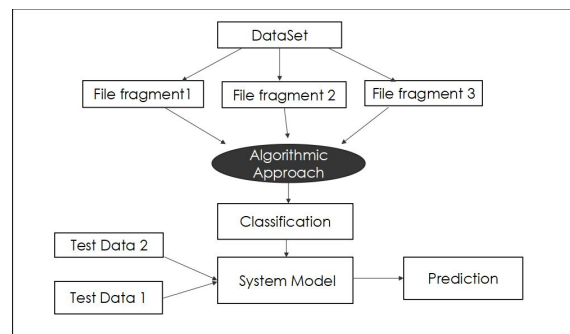 DataSet
File fragment1
File fragment 2
File fragment 3
Algorithmic
Approach
Classification
Test Data 2
System Model
Prediction
Test Data 1